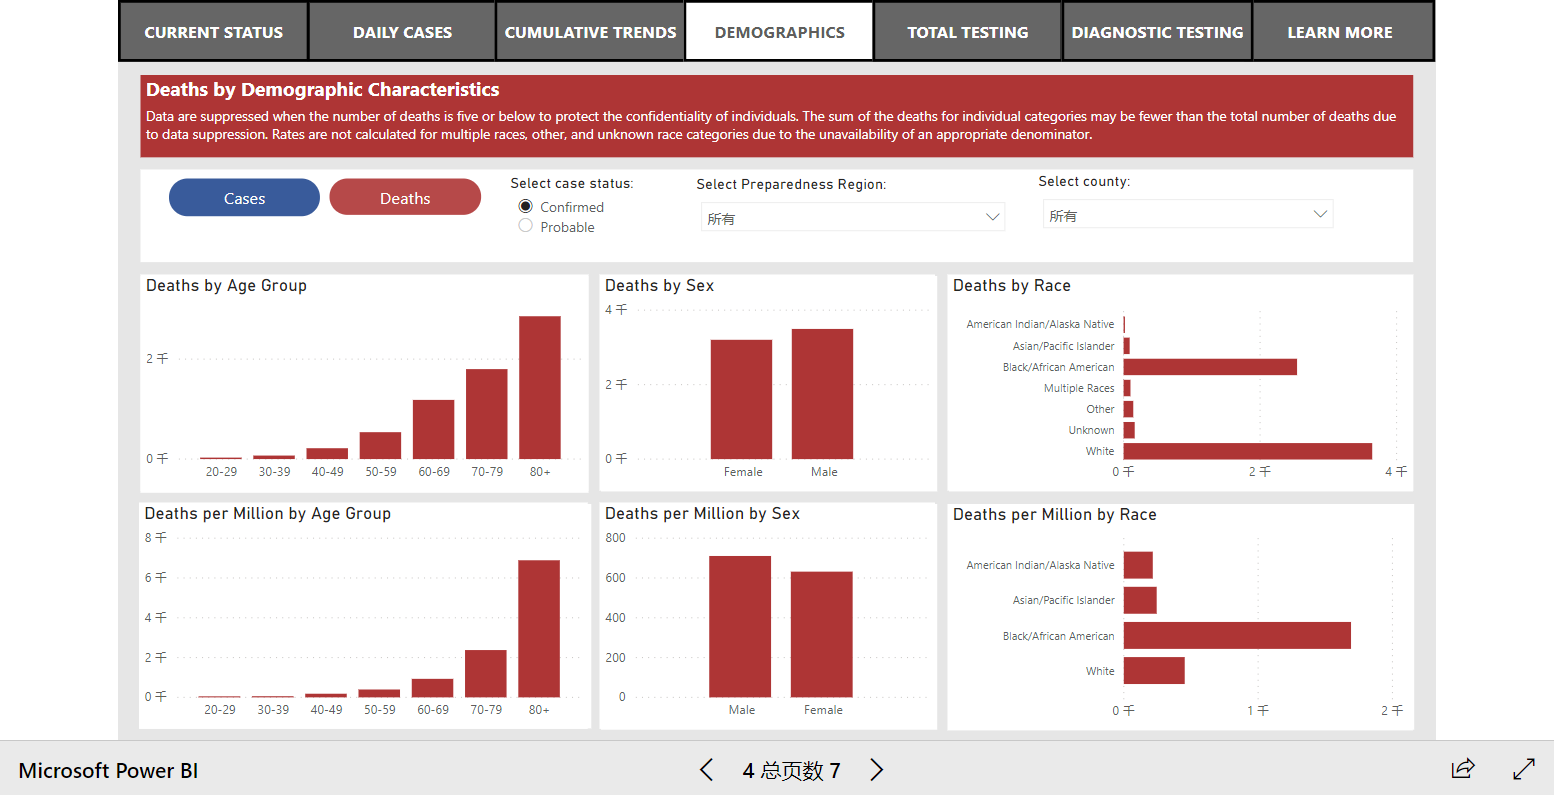 CURRENT STATUS
DAILY CASES
CUMULATIVE TRENDS
DEMOGRAPHICS
TOTAL TESTING
DIAGNOSTIC TESTING
LEARN MORE
Deaths by Demographic Characteristics
Data are suppressed when the number of deaths is five or below to protect the confidentiality of individuals. The sum of the deaths for individual categories may be fewer than the total number of deaths due
to data suppression. Rates are not calculated for multiple races, other, and unknown race categories due to the unavailability of an appropriate denominator.
Cases
Deaths
Select case status:
Confirmed
Probable
Select Preparedness Region:
所有
Select county:
所有
Deaths by Age Group
2 千
0 千
20-29
30-39
40-49
50-59
60-69
70-79
80+
Deaths by Sex
4 千
2 千
0 千
Female
Male
Deaths by Race
American Indian/Alaska Native
Asian/Pacific Islander
Black/African American
Multiple Races
Other
Unknown
White
0 千
2 千
4 千
Deaths per Million by Age Group
8 千
6 千
4 千
2 千
0 千
20-29
30-39
40-49
50-59
60-69
70-79
80+
Deaths per Million by Sex
800
600
400
200
0
Male
Female
Deaths per Million by Race
American Indian/Alaska Native
Asian/Pacific Islander
Black/African American
White
0 千
1 千
2 千
Microsoft Power BI
4 总页数 7